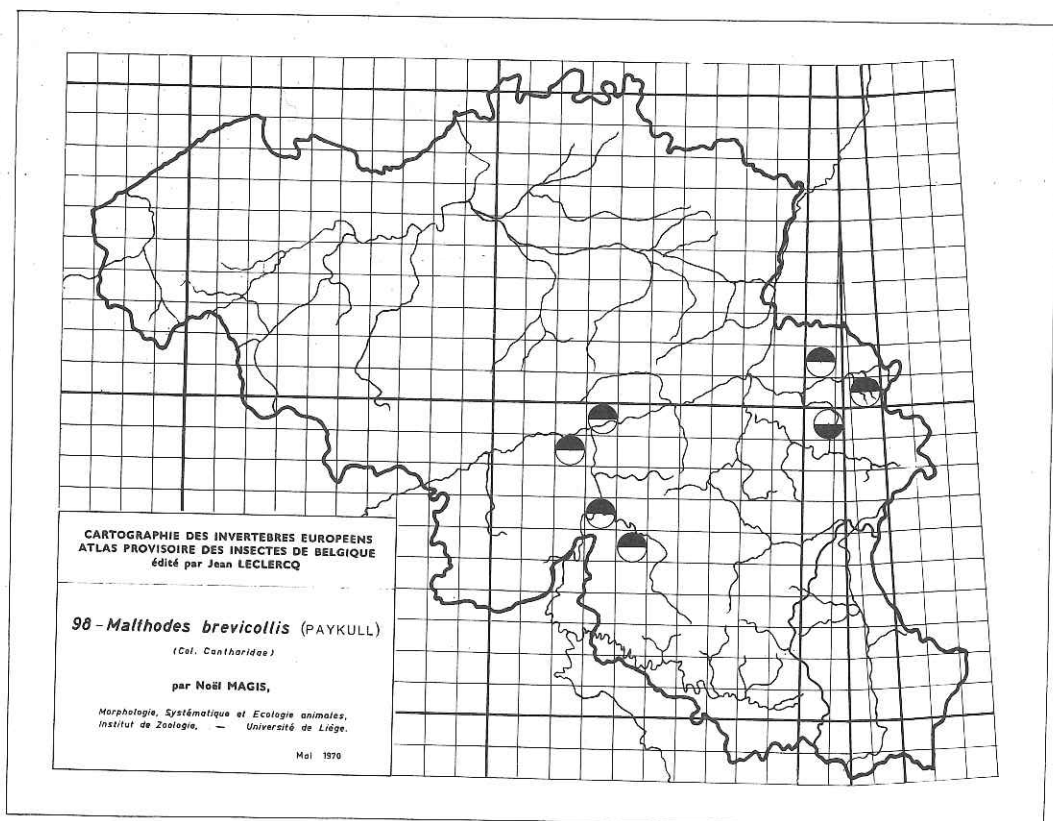 CARTOGRAPHIE DES INVERTEBRES EUROPEENS
ATLAS PROVISOIRE DES INSECTES DE BELGIQUE
édité par Jean LECLERCQ
98 - Malthodes brevicollis (PAYKULL)
(Col. Cantharidae)
par Noël MAGIS,
Morphologie, Systématique et Ecologie animales,
Institut de Zoologie, — Université de Liége.
Mai 1970